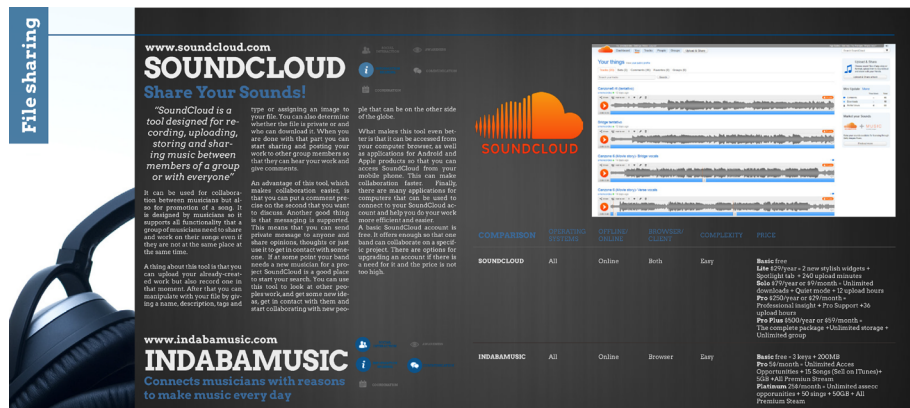 File sharing
www.soundcloud.com
SOUNDCLOUD
Share Your Sounds!
"SoundCloud is a
tool designed for re-
cording, uploading,
storing and shar-
ing music between
members of a group
or with everyone"
It can be used for collabora-
tion between musicians but al-
so for promotion of a song. It
is designed by musicians so it
supports all functionality that a
group of musicians need to share
and work on their songs even if
they are not at the same place at
the same time.
A thing about this tool is that you
can upload your already-creat-
ed work but also record one in
that moment. After that you can
manipulate with your file by giv-
ing a name, description, tags and
type or assigning an image to
your file. You can also determine
whether the file is private or and
who can download it. When you
are done with that part you can
start sharing and posting your
work to other group members so
that they can hear your work and
give comments.
An advantage of this tool, which
makes collaboration easier, is
that you can put a comment pre-
cise on the second that you want
to discuss. Another good thing
is that messaging is supported.
This means that you can send
private message to anyone and
share opinions, thoughts or just
use it to get in contact with some-
one. If at some point your band
needs a new musician for a pro-
ject SoundCloud is a good place
to start your search. You can use
this tool to look at other peo-
ples work,and get some new ide-
as, get in contact with them and
start collaborating with new peo-
ple that can be on the other side
of the globe.
What makes this tool even bet-
ter is that it can be accessed from
your computer browser, as well
as applications for Android and
Apple products so that you can
access SoundCloud from your
mobile phone. This can make
collaboration faster. Finally,
there are many applications for
computers that can be used to
connect to your SoundCloud ac-
count and help you do your work
more efficient and easier.
A basic SoundCloud account is
free. It offers enough so that one
band can collaborate on a specif-
ic project. There are options for
upgrading an account if there is
a need for it and the price is not
too high.
SOUNDCLOUD
Your things
COMPARISON
OPERATING SYSTEMS
OFFLINE/ ONLINE
BROWSER/ CLIENT
COMPLEXITY
PRICE
SOUNDCLOUD All Online Both Easy
Basic free
Lite $29/year = 2 new stylish widgets +
Spotlight tab + 240 upload minutes
Solo $79/year or $9/month = Unlimited
downloads + Quiet mode + 12 upload hours
Pro $250/year or $29/month =
Professional insight + Pro Support +36
upload hours
Pro Plus $500/year or $59/month =
The complete package +Unlimited storage +
Unlimited group
www.indabamusic.com
INDABAMUSIC
Connects musicians with reasons
to make music every day
INDABAMUSIC All Online Browser Easy
Basic free = 3 keys + 200MB
Pro 5$/month = Unlimited Acces
Opportunities + 15 Songs (Sell on ITunes)+
5GB +All Premiun Stream
Platinum 25$/month = Unlimited assecc
opporunities + 50 sings + 50GB + All
Premium Steam